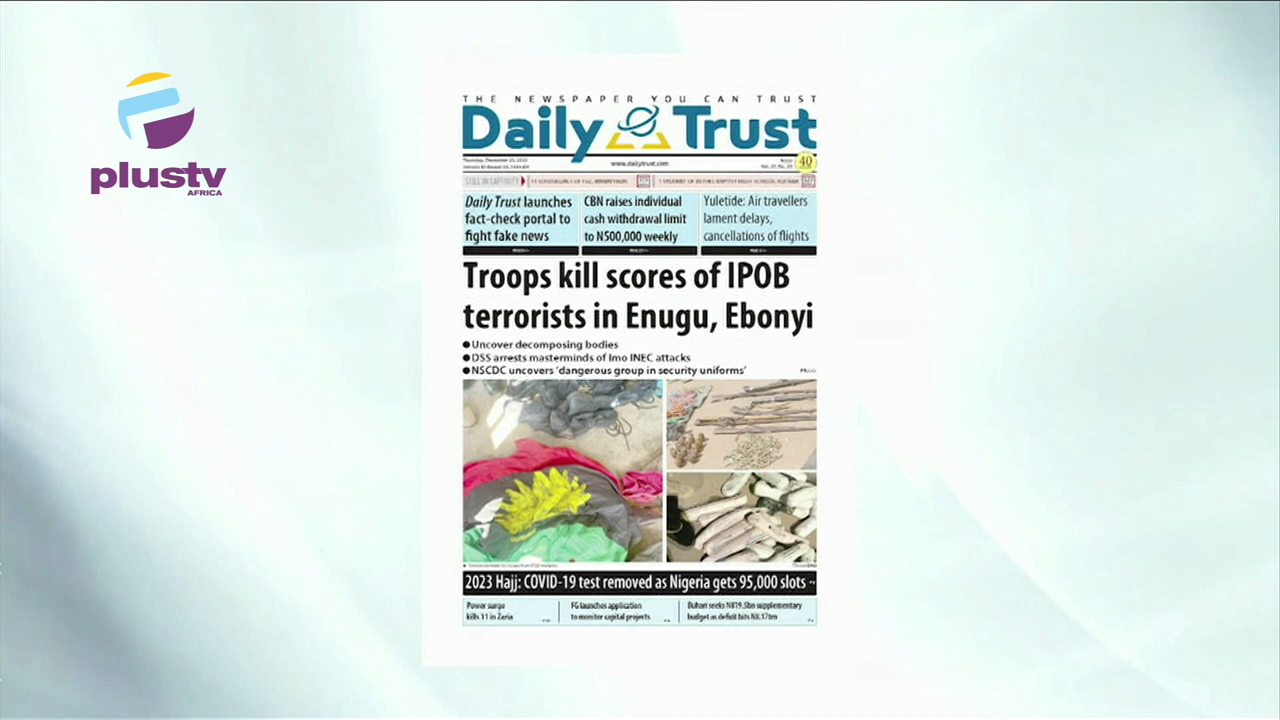 plustv
AFRICA
THE NEWSPAPER YOU CAN TRUST
Daily Trust
www.dailytrust.com
40
STILL IN CAPTIVITY
Daily Trust launches
fact-check portal to
fight fake news
CBN raises individual
cash withdrawal limit
to N500,000 weekly
Yuletide: Air travellers
lament delays,
cancellations of flights
Troops kill scores of IPOB
terrorists in Enugu, Ebonyi
●Uncover decomposing bodies
●DSS arrests masterminds of Imo INEC attacks
●NSCDC uncovers ‘dangerous group in security uniforms’
2023 Hajj: COVID-19 test removed as Nigeria gets 95,000 slots
Power surge
kills 11 in Zaria
FG launches application
to monitor capital projects
Buhari seeks N819.5bn supplementary
budget as deficit hits N8.17trn